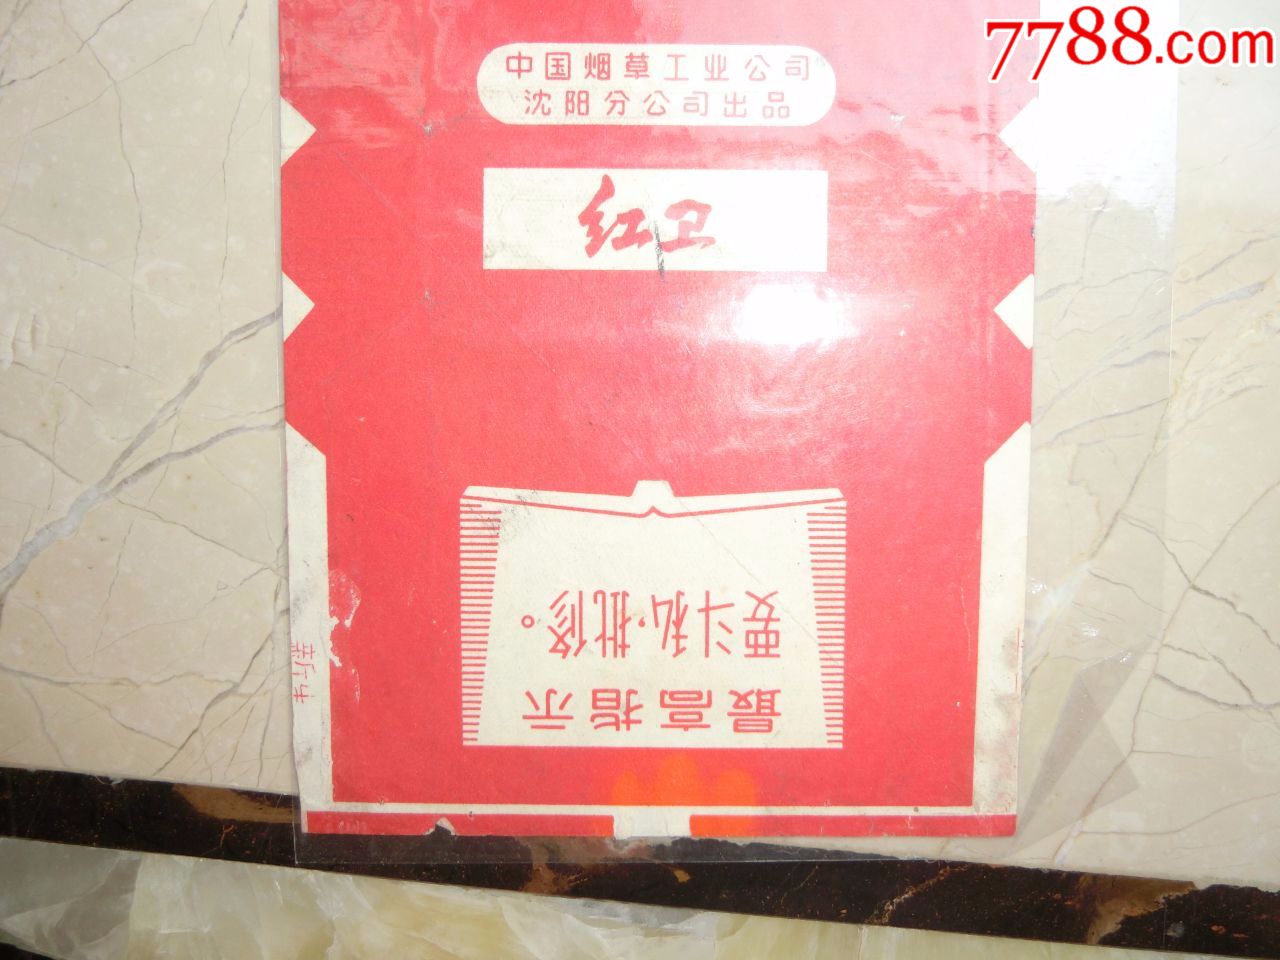 7788.com
中国烟草工业公司
沈阳分公司出品
红卫
最高指示
要斗私，批修。